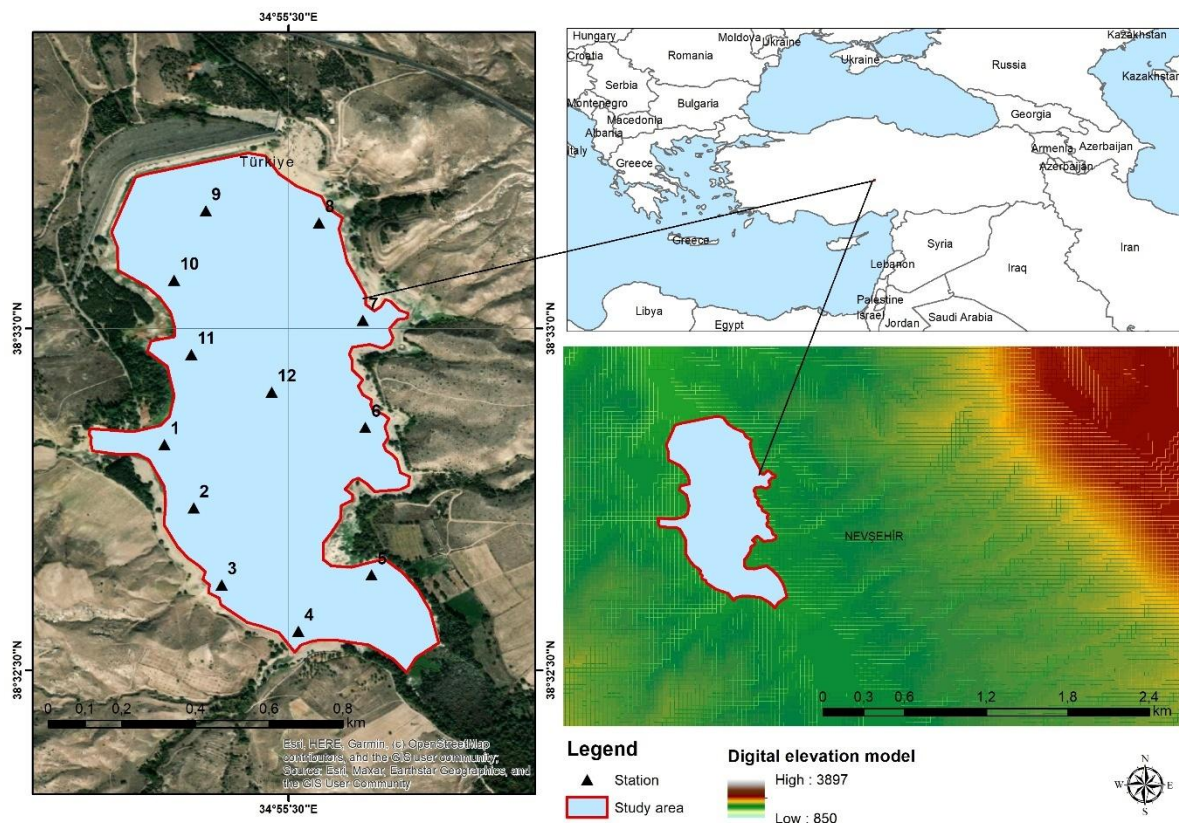 34°55'30"E
Türkiye
9
8
10
7
11
12
6
1
2
5
3
4
38°33'0"N
38°32'30"N
38°33'0"N
38°32'30"N
0 0,1 0,2 0,4 0,6 0,8
km
Esri, HERE, Garmin, (c) OpenStreetMap
contributors, and the GIS user community;
Source: Esri, Maxar, Earthstar Geographics, and
the GIS User Community
34°55'30"E
Hungary
Moldova
Ukraine
Kazakhstan
Croatia
Romania
Ukraine
Russia
Kazakhstan
Serbia
Montenegro
Bulgaria
Georgia
Macedonia
Albania
Armenia
Azerbaijan
Italy
Greece
Azerbaijan
Greece
Syria
Iran
Lebanon
Iraq
Palestine
Israel
Libya
Egypt
Jordan
Saudi Arabia
NEVŞEHİR
0 0,3 0,6 1,2 1,8 2,4
km
Legend
Station
Study area
Digital elevation model
High : 3897
Low : 850
N
W
E
S